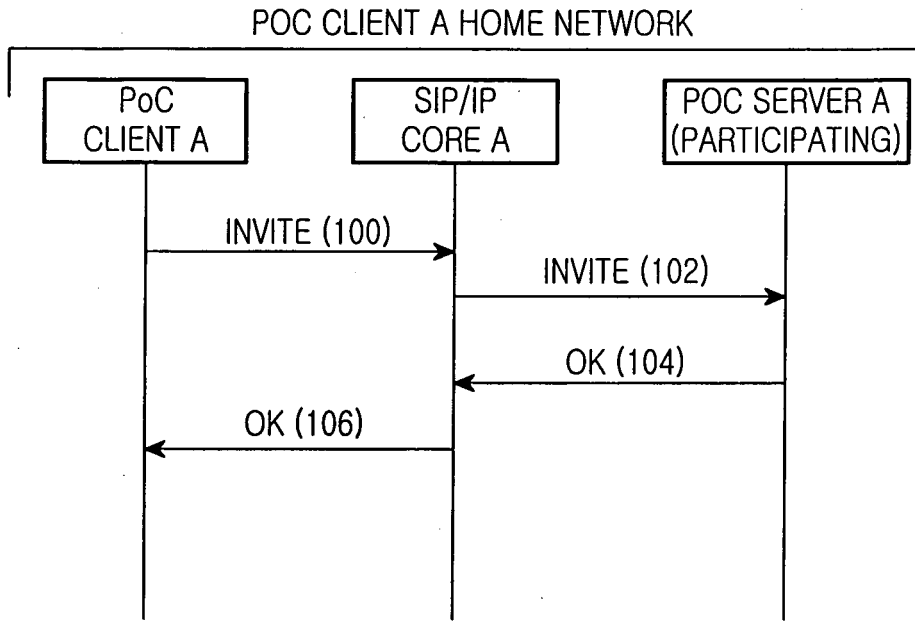 POC CLIENT A HOME NETWORK
PoC
CLIENT A
SIP/IP
CORE A
POC SERVER A
(PARTICIPATING)
INVITE (100)
INVITE (102)
OK (104)
OK (106)